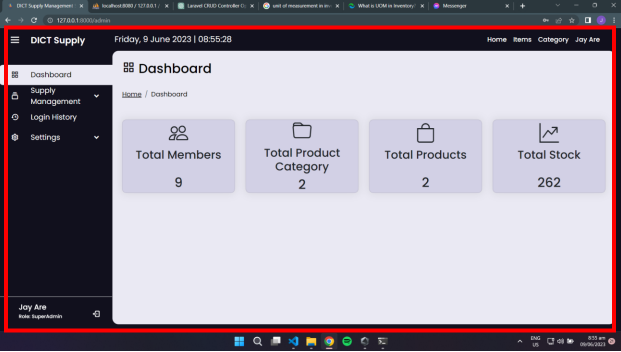 DICT Supply Management
localhost:8080 / 127.0.0.1 /
Laravel CRUD Controller
unit of measurement in inv
What is UOM in Inventory?
Messenger
127.0.0.1:8000/admin
DICT Supply
Friday, 9 June 2023 | 08:55:28
Home Items Category Jay Are
Dashboard
Supply
Management
Login History
Settings
Dashboard
Home / Dashboard
Total Members
9
Total Product
Category
2
Total Products
2
Total Stock
262
Jay Are
Role: SuperAdmin
ENG
US
8:55 am
09/06/2023